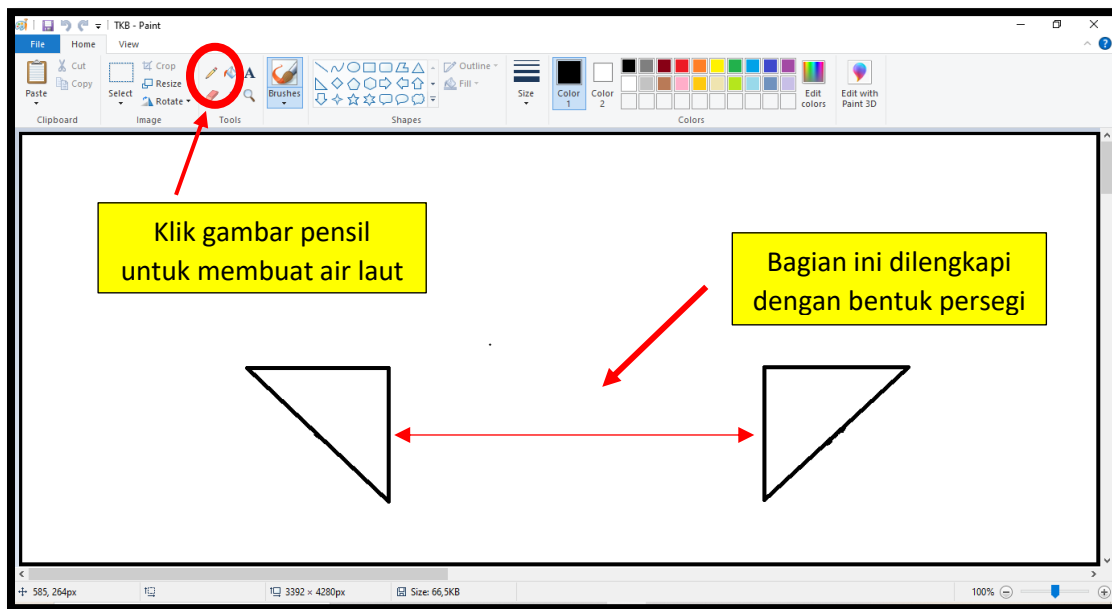 TKB - Paint
File Home View
Cut
Copy
Paste
Clipboard
Select
Crop
Resize
Rotate
Image
A
Tools
Brushes
Outline
Fill
Shapes
Size
Color
1
Color
2
Edit
colors
Colors
Edit with
Paint 3D
Klik gambar pensil
untuk membuat air laut
Bagian ini dilengkapi
dengan bentuk persegi
585, 264px
3392 × 4280px
Size: 66,5KB
100%